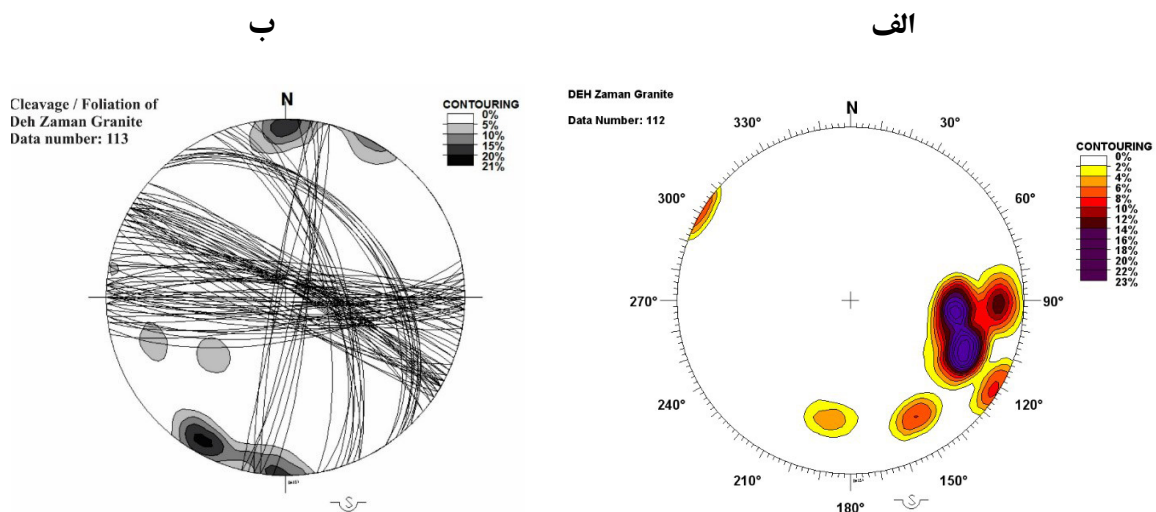 ب
الف
Cleavage / Foliation of
Deh Zaman Granite
Data number: 113
N
CONTOURING
0%
5%
10%
15%
20%
21%
DEH Zaman Granite
Data Number: 112
N
30°
60°
90°
120°
150°
180°
210°
240°
270°
300°
330°
CONTOURING
0%
2%
4%
6%
8%
10%
12%
14%
16%
18%
20%
22%
23%
S
S